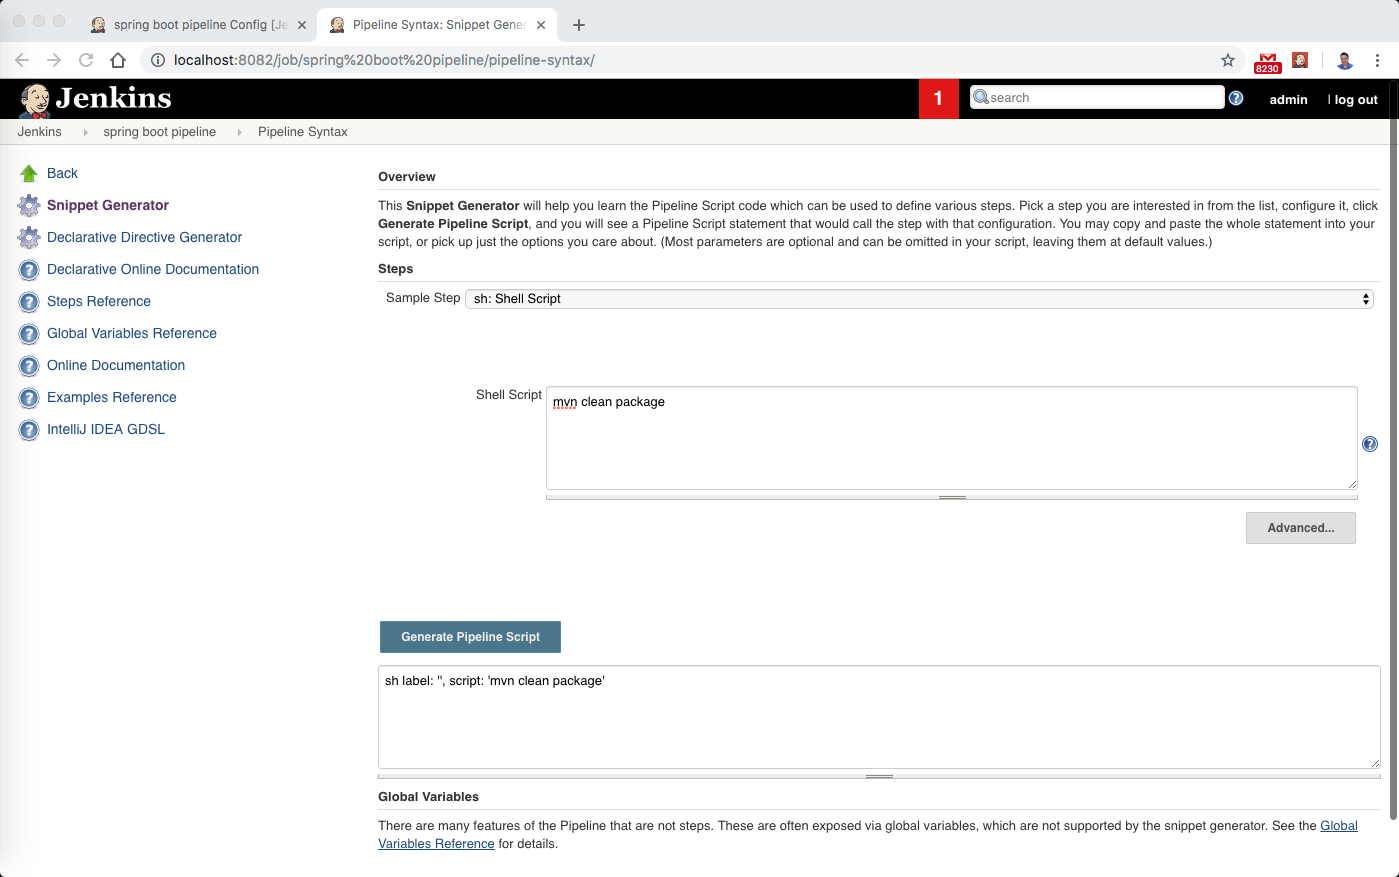 spring boot pipeline Config [Je
Pipeline Syntax: Snippet Gener
localhost:8082/job/spring%20boot%20pipeline/pipeline-syntax/
8230
Jenkins
1
search
admin
| log out
Jenkins
spring boot pipeline
Pipeline Syntax
Back
Snippet Generator
Declarative Directive Generator
Declarative Online Documentation
Steps Reference
Global Variables Reference
Online Documentation
Examples Reference
IntelliJ IDEA GDSL
Overview
This Snippet Generator will help you learn the Pipeline Script code which can be used to define various steps. Pick a step you are interested in from the list, configure it, click
Generate Pipeline Script, and you will see a Pipeline Script statement that would call the step with that configuration. You may copy and paste the whole statement into your
script, or pick up just the options you care about. (Most parameters are optional and can be omitted in your script, leaving them at default values.)
Steps
Sample Step
sh: Shell Script
Shell Script
mvn clean package
Advanced...
Generate Pipeline Script
sh label: '', script: 'mvn clean package'
Global Variables
There are many features of the Pipeline that are not steps. These are often exposed via global variables, which are not supported by the snippet generator. See the Global
Variables Reference for details.